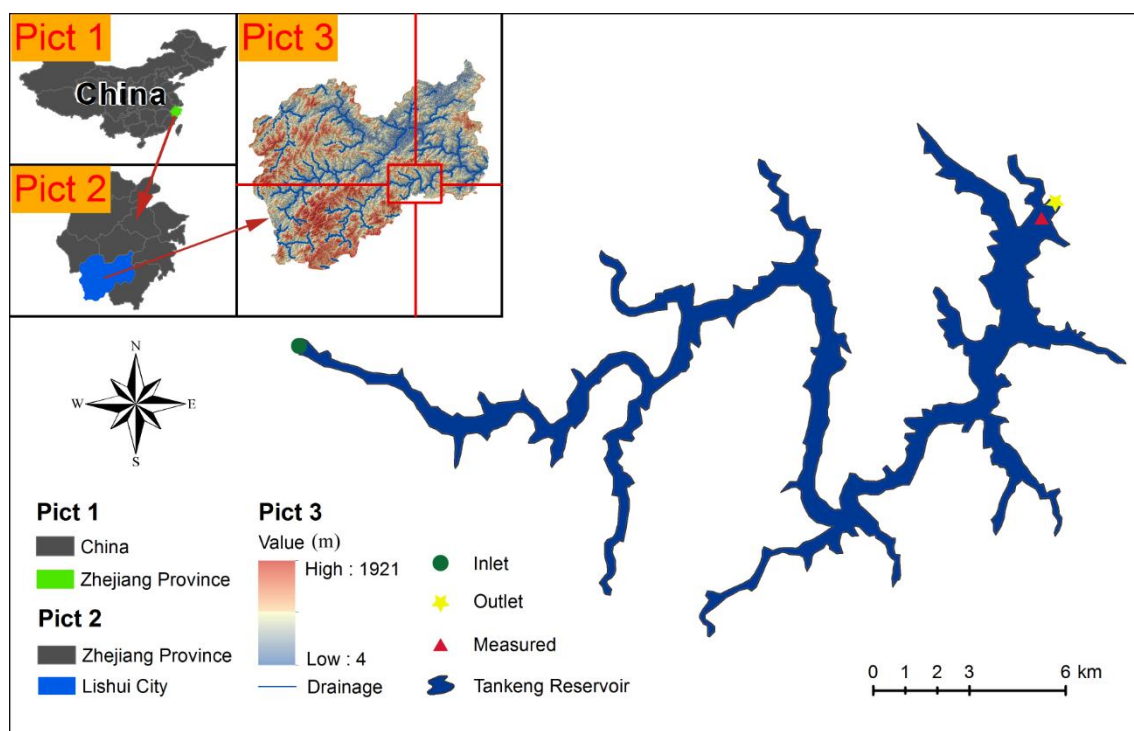 Pict 1
China
Pict 2
Pict 3
N
W
E
S
Pict 1
China
Zhejiang Province
Pict 2
Zhejiang Province
Lishui City
Pict 3
Value (m)
High : 1921
Low : 4
Drainage
Inlet
Outlet
Measured
Tankeng Reservoir
0 1 2 3 6 km